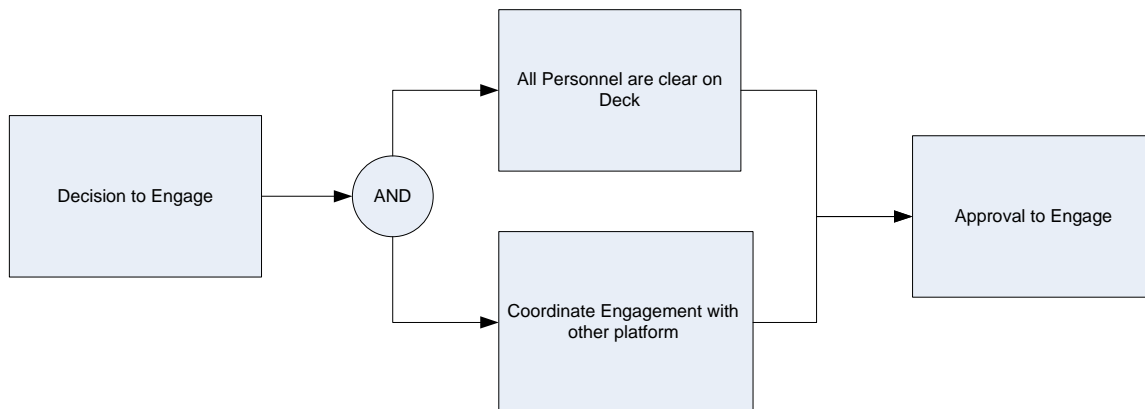 Decision to Engage
AND
All Personnel are clear on
Deck
Coordinate Engagement with
other platform
Approval to Engage